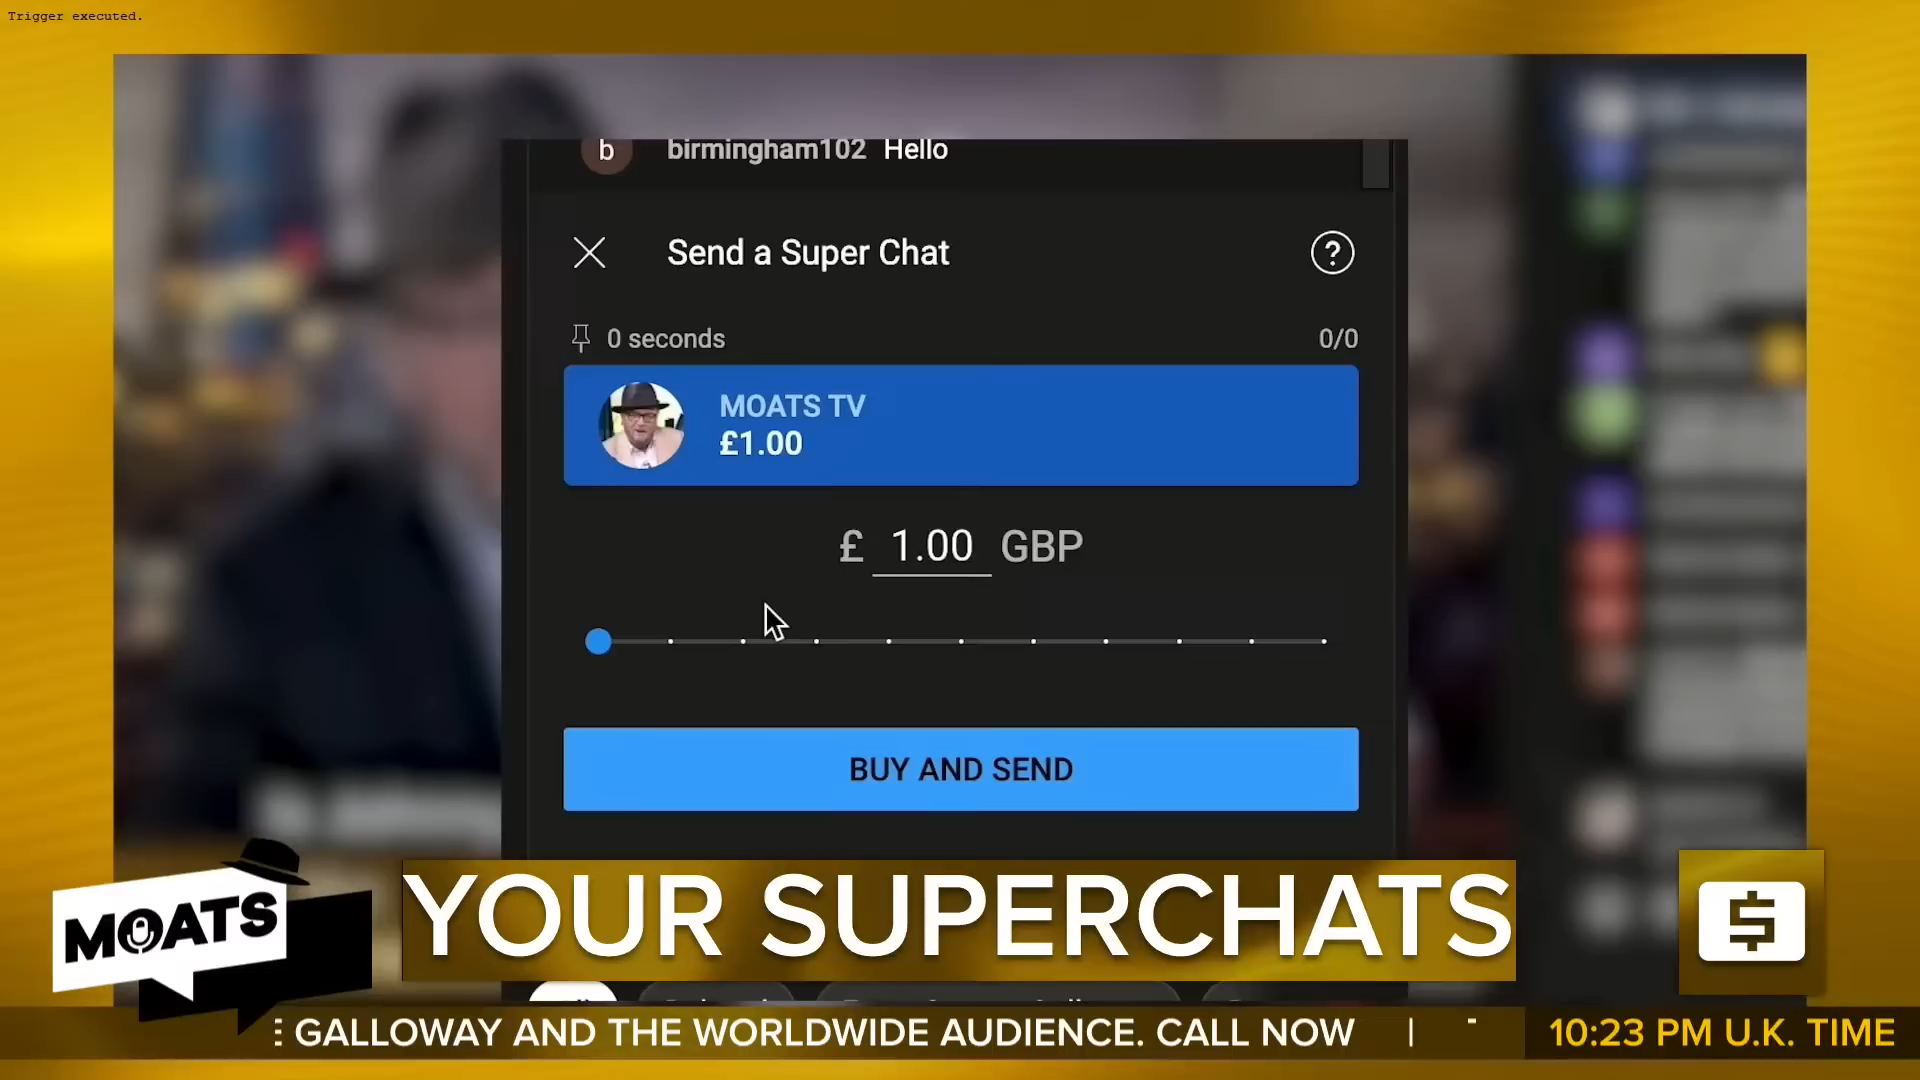 Trigger executed.
b birmingham102 Hello
Send a Super Chat ?
0 seconds 0/0
MOATS TV
£1.00
£ 1.00 GBP
BUY AND SEND
MOATS
YOUR SUPERCHATS
$
E GALLOWAY AND THE WORLDWIDE AUDIENCE. CALL NOW |
10:23 PM U.K. TIME